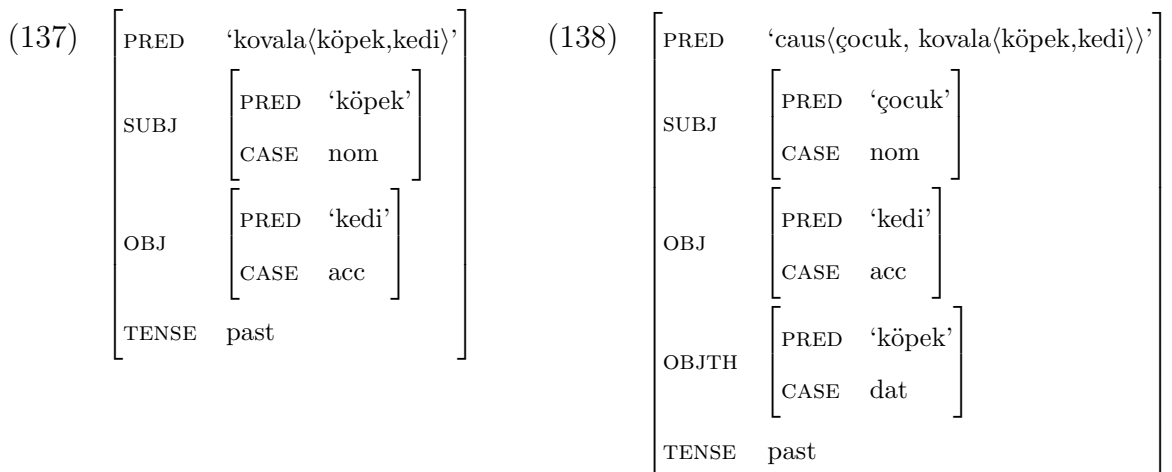 (137)
PRED ‘kovala⟨köpek,kedi⟩’
SUBJ
PRED ‘köpek’
CASE nom
OBJ
PRED ‘kedi’
CASE acc
TENSE past
(138)
PRED ‘caus⟨çocuk, kovala⟨köpek,kedi⟩⟩’
SUBJ
PRED ‘çocuk’
CASE nom
OBJ
PRED ‘kedi’
CASE acc
OBJTH
PRED ‘köpek’
CASE dat
TENSE past